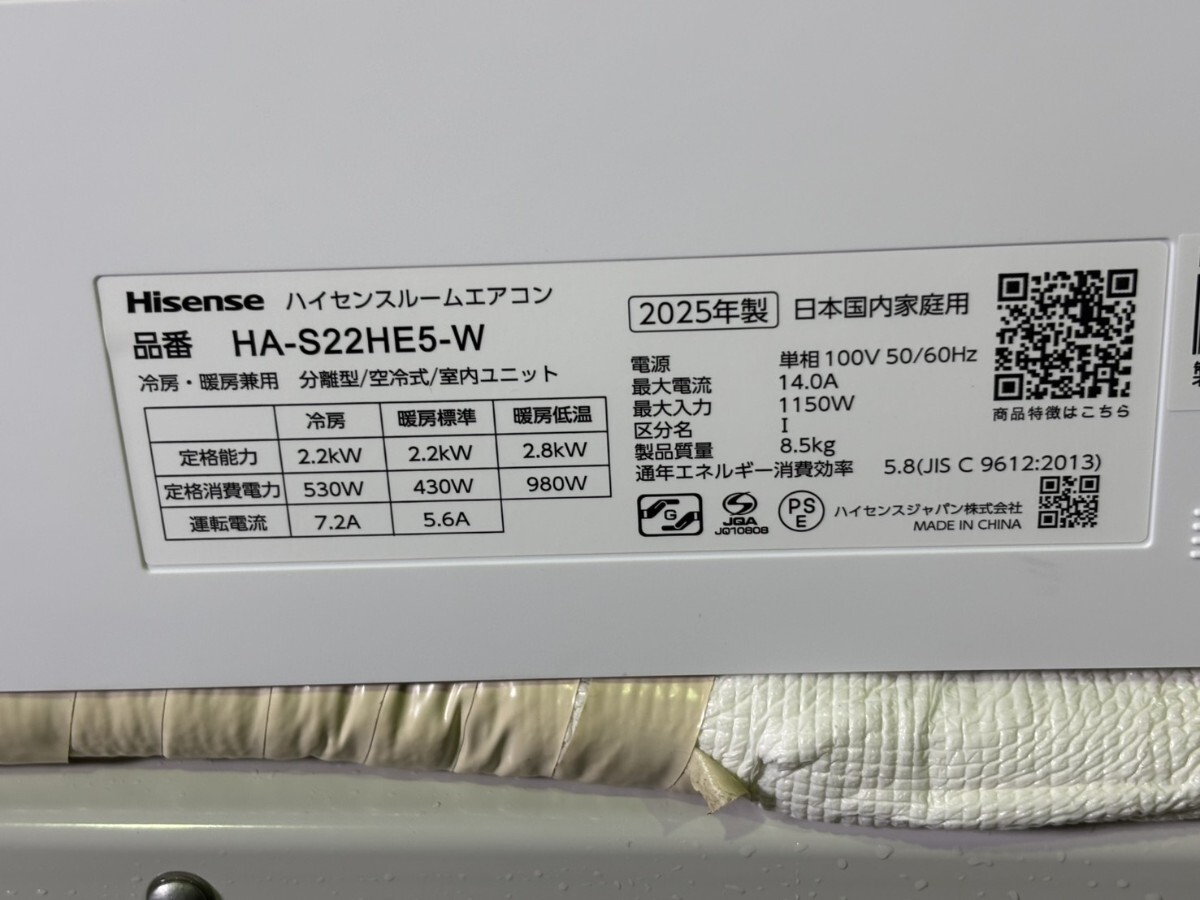 Hisense ハイセンスルームエアコン
品番 HA-S22HE5-W
冷房・暖房兼用 分離型/空冷式/室内ユニット
冷房 暖房標準 暖房低温
定格能力 2.2kW 2.2kW 2.8kW
定格消費電力 530W 430W 980W
運転電流 7.2A 5.6A
2025年製 日本国内家庭用
電源 単相100V 50/60Hz
最大電流 14.0A
最大入力 1150W
区分名 I
製品質量 8.5kg
通年エネルギー消費効率 5.8(JIS C 9612:2013)
商品特徴はこちら
G
JQA
JQ10808
PS
E
ハイセンスジャパン株式会社
MADE IN CHINA